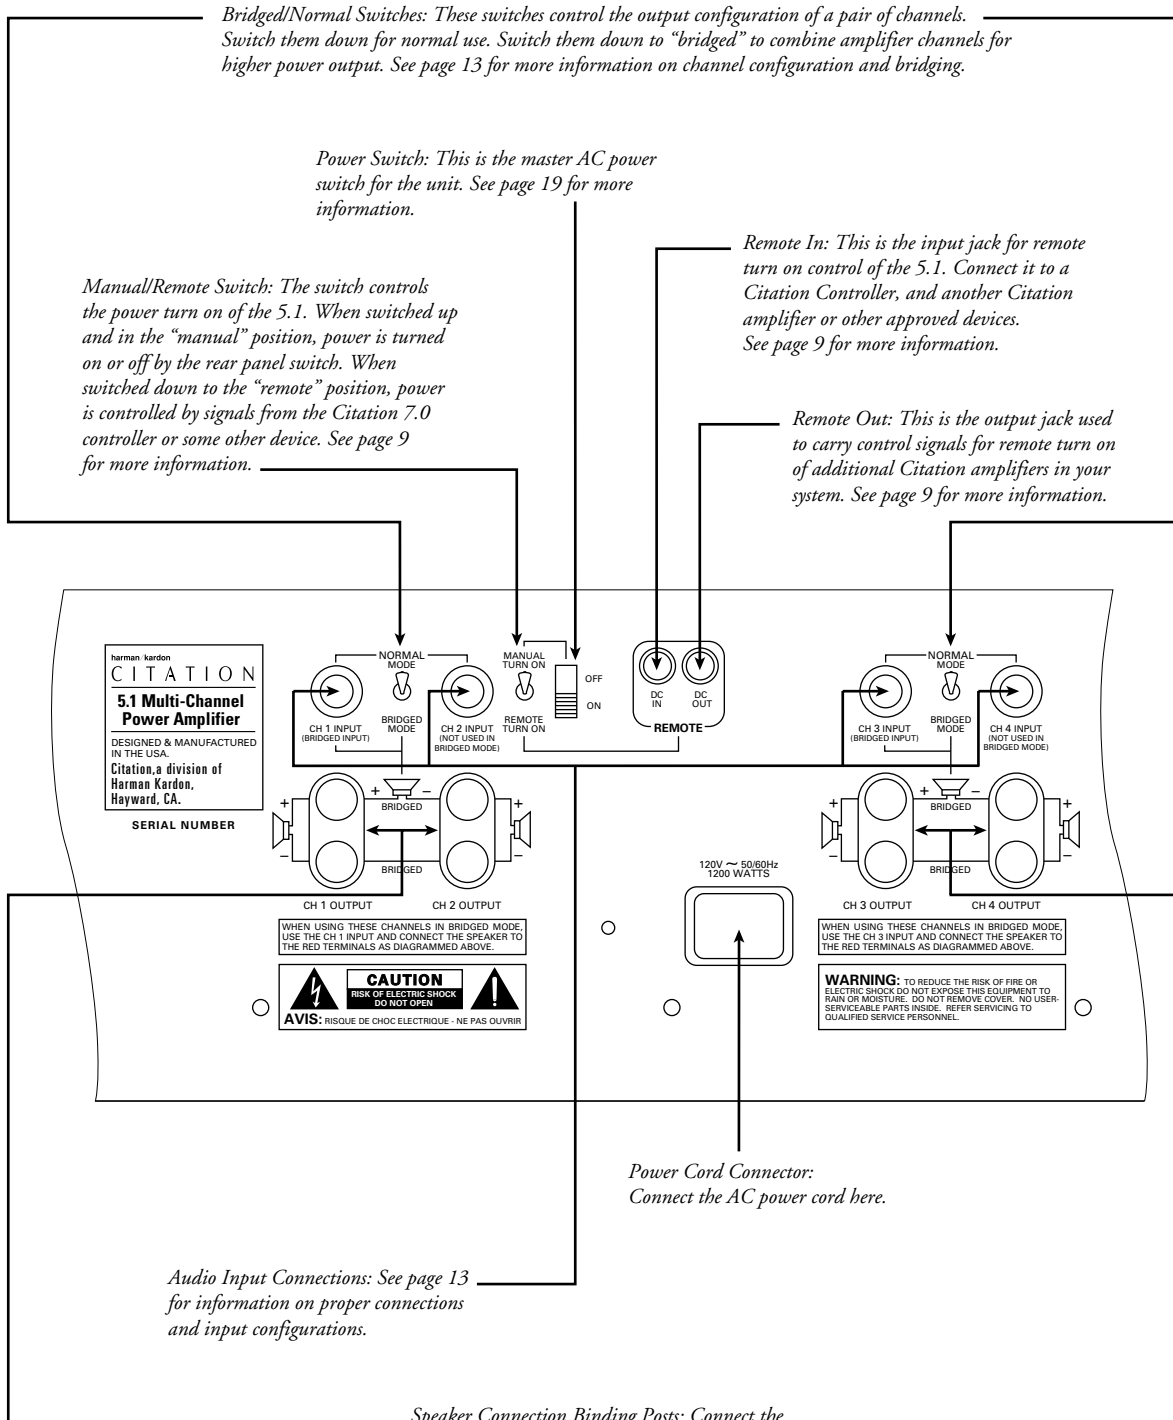 Bridged/Normal Switches: These switches control the output configuration of a pair of channels.
Switch them down for normal use. Switch them down to “bridged” to combine amplifier channels for
higher power output. See page 13 for more information on channel configuration and bridging.
Power Switch: This is the master AC power
switch for the unit. See page 19 for more
information.
Remote In: This is the input jack for remote
turn on control of the 5.1. Connect it to a
Citation Controller, and another Citation
amplifier or other approved devices.
See page 9 for more information.
Manual/Remote Switch: The switch controls
the power turn on of the 5.1. When switched up
and in the “manual” position, power is turned
on or off by the rear panel switch. When
switched down to the “remote” position, power
is controlled by signals from the Citation 7.0
controller or some other device. See page 9
for more information.
Remote Out: This is the output jack used
to carry control signals for remote turn on
of additional Citation amplifiers in your
system. See page 9 for more information.
harman/kardon
CITATION
5.1 Multi-Channel
Power Amplifier
DESIGNED & MANUFACTURED
IN THE USA.
Citation,a division of
Harman Kardon,
Hayward, CA.
SERIAL NUMBER
NORMAL
MODE
BRIDGED
MODE
CH 1 INPUT
(BRIDGED INPUT)
CH 2 INPUT
(NOT USED IN
BRIDGED MODE)
MANUAL
TURN ON
REMOTE
TURN ON
OFF
ON
DC
IN
DC
OUT
REMOTE
NORMAL
MODE
BRIDGED
MODE
CH 3 INPUT
(BRIDGED INPUT)
CH 4 INPUT
(NOT USED IN
BRIDGED MODE)
+ −
BRIDGED
+ +
− −
BRIDGED
CH 1 OUTPUT
CH 2 OUTPUT
WHEN USING THESE CHANNELS IN BRIDGED MODE,
USE THE CH 1 INPUT AND CONNECT THE SPEAKER TO
THE RED TERMINALS AS DIAGRAMMED ABOVE.
CAUTION
RISK OF ELECTRIC SHOCK
DO NOT OPEN
AVIS: RISQUE DE CHOC ELECTRIQUE - NE PAS OUVRIR
120V ~ 50/60Hz
1200 WATTS
+ −
BRIDGED
+ +
− −
BRIDGED
CH 3 OUTPUT
CH 4 OUTPUT
WHEN USING THESE CHANNELS IN BRIDGED MODE,
USE THE CH 3 INPUT AND CONNECT THE SPEAKER TO
THE RED TERMINALS AS DIAGRAMMED ABOVE.
WARNING: TO REDUCE THE RISK OF FIRE OR
ELECTRIC SHOCK DO NOT EXPOSE THIS EQUIPMENT TO
RAIN OR MOISTURE. DO NOT REMOVE COVER. NO USER-
SERVICEABLE PARTS INSIDE. REFER SERVICING TO
QUALIFIED SERVICE PERSONNEL.
Power Cord Connector:
Connect the AC power cord here.
Audio Input Connections: See page 13
for information on proper connections
and input configurations.
Speaker Connection Binding Posts: Connect the